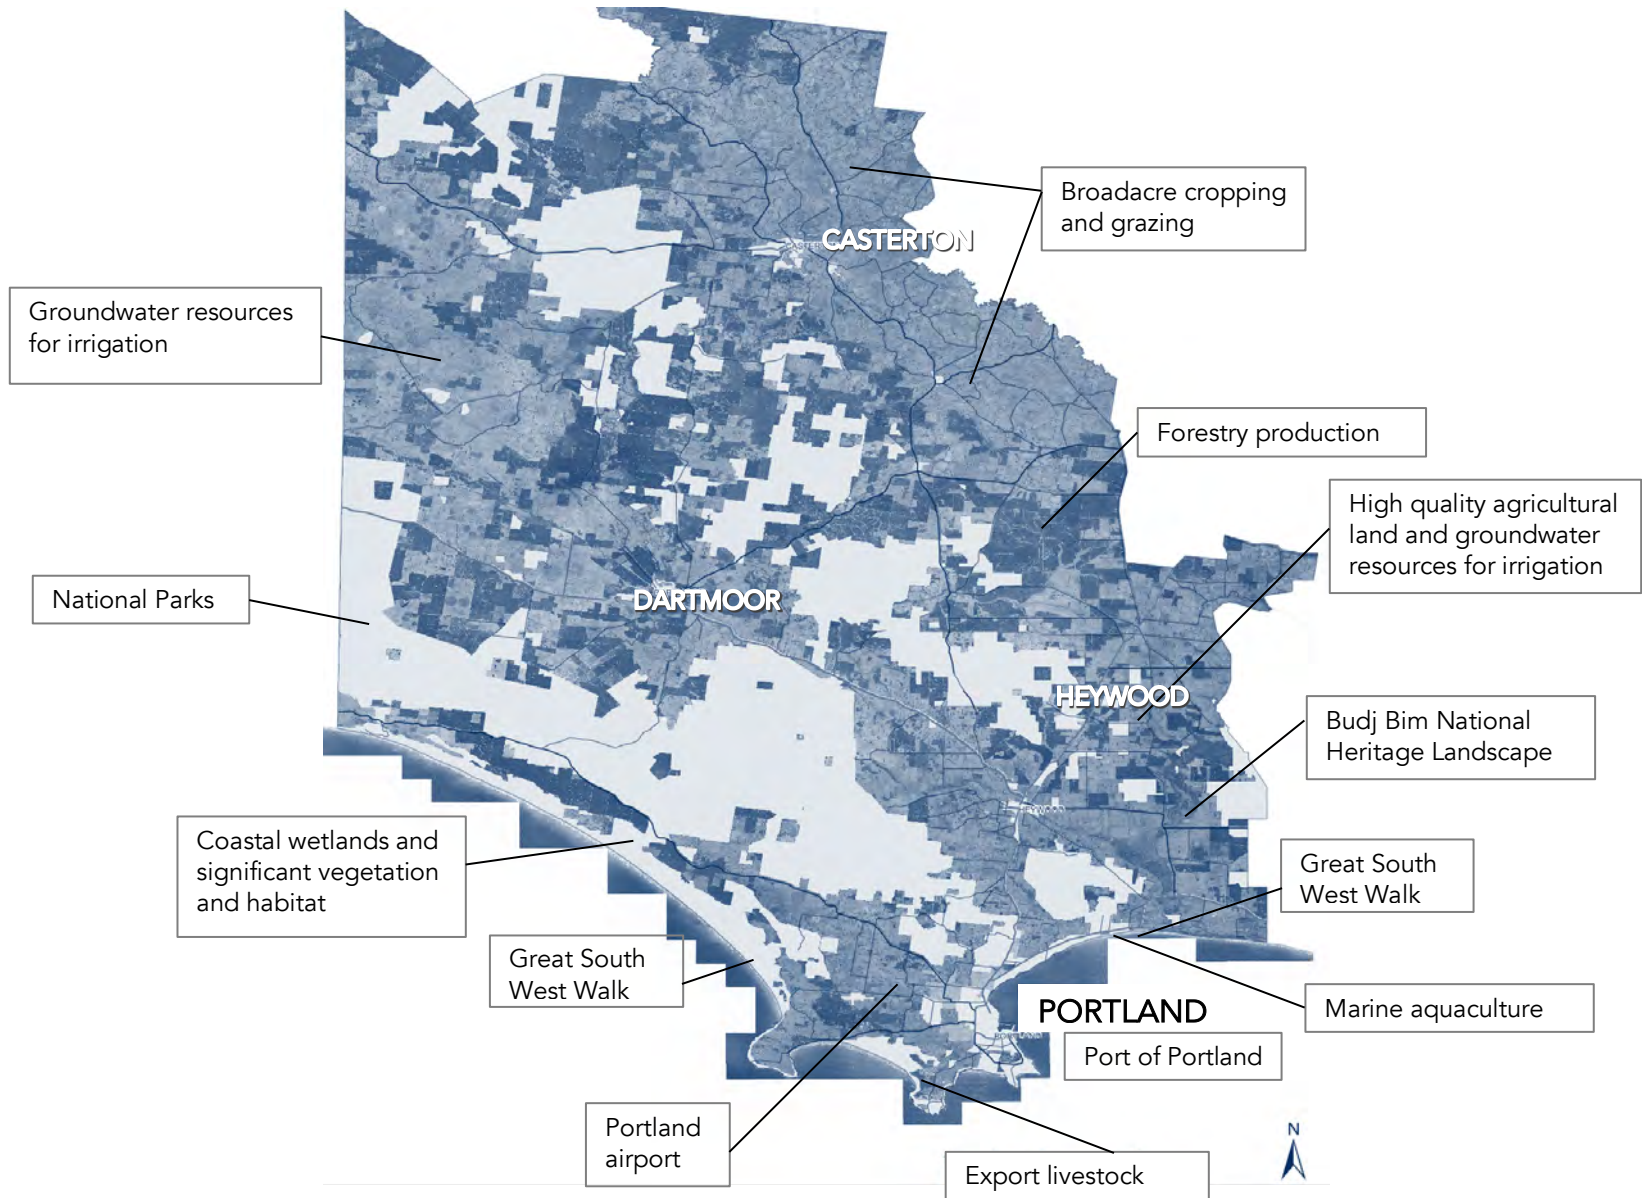 Broadacre cropping
and grazing
CASTERTON
Groundwater resources
for irrigation
Forestry production
High quality agricultural
land and groundwater
resources for irrigation
National Parks
DARTMOOR
HEYWOOD
Budj Bim National
Heritage Landscape
HEYWOOD
Coastal wetlands and
significant vegetation
and habitat
Great South
West Walk
Great South
West Walk
PORTLAND
Marine aquaculture
Port of Portland
Portland
airport
Export livestock
N